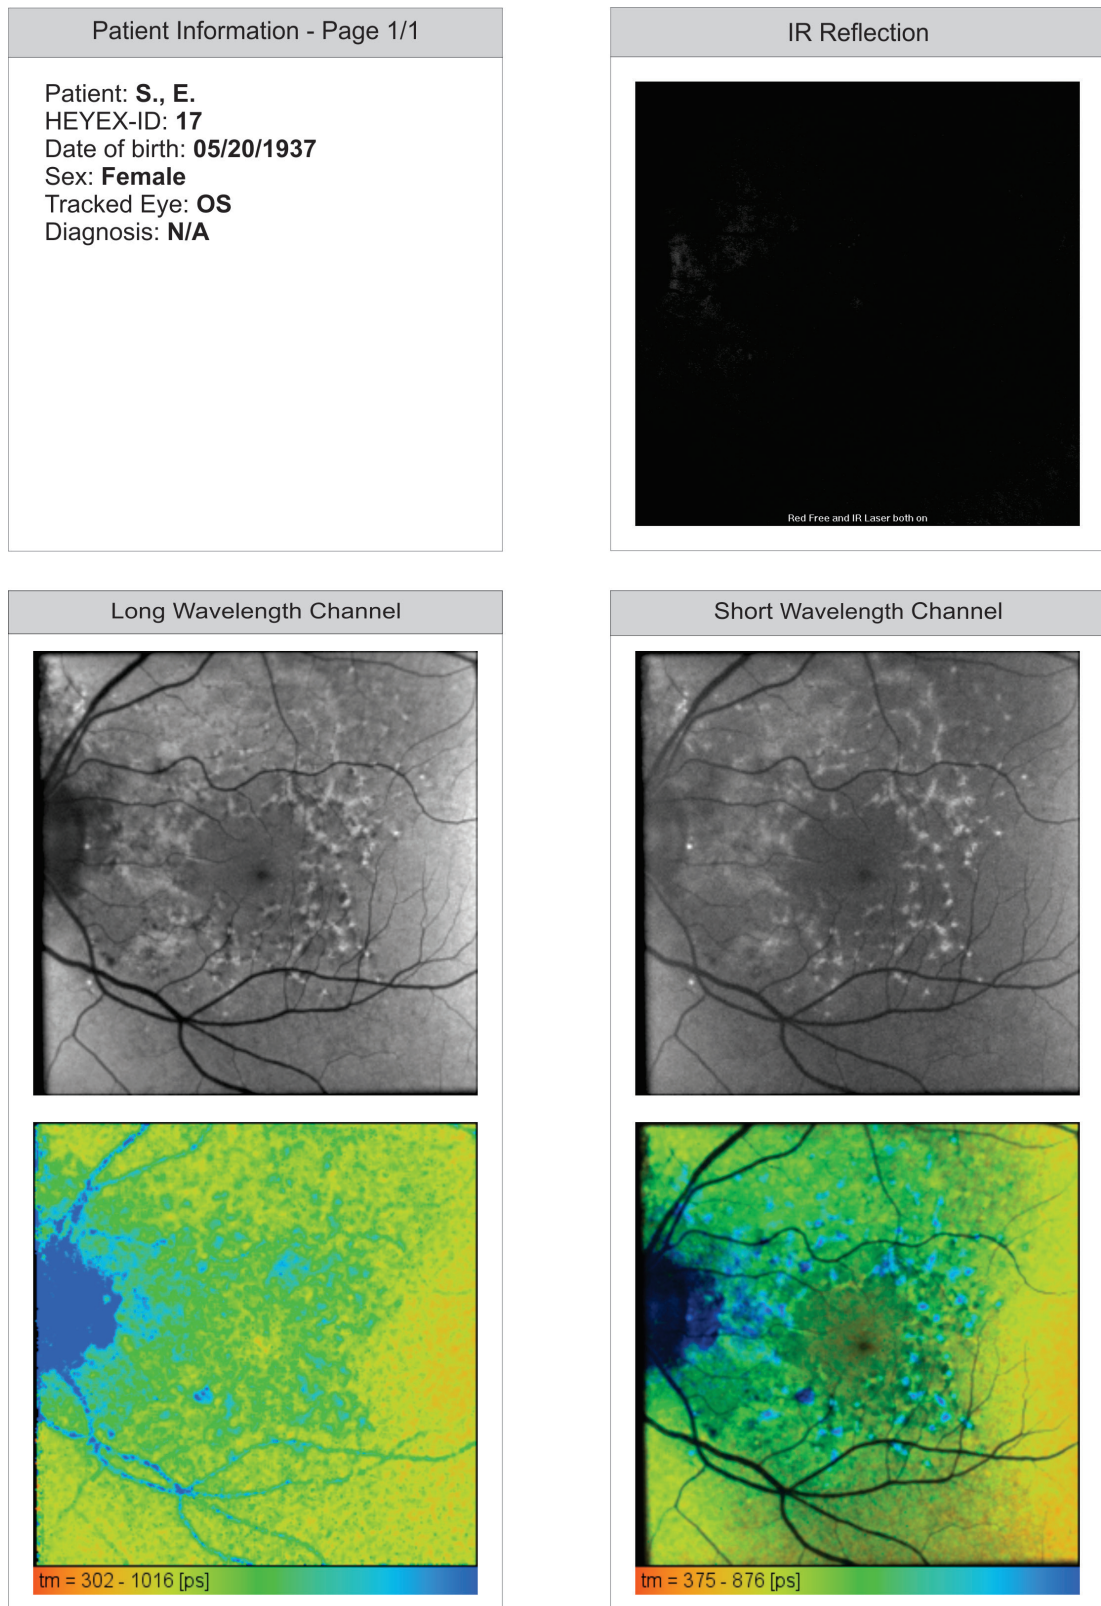 Patient Information - Page 1/1
Patient: S., E.
HEYEX-ID: 17
Date of birth: 05/20/1937
Sex: Female
Tracked Eye: OS
Diagnosis: N/A
IR Reflection
Red Free and IR Laser both on
Long Wavelength Channel
tm = 302 - 1016 [ps]
Short Wavelength Channel
tm = 375 - 876 [ps]